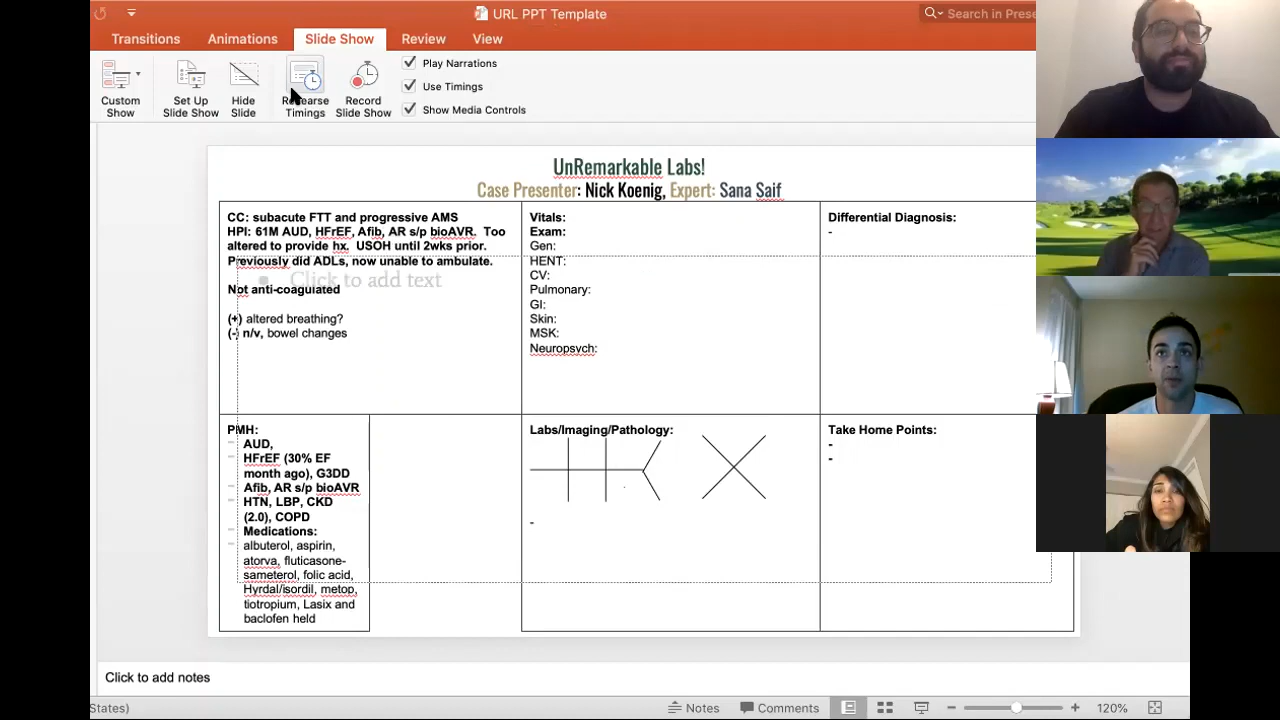 URL PPT Template
Search in Prese
Transitions Animations Slide Show Review View
Custom Show
Set Up Slide Show
Hide Slide
Rehearse Timings
Record Slide Show
Play Narrations
Use Timings
Show Media Controls
UnRemarkable Labs!
Case Presenter: Nick Koenig, Expert: Sana Saif
CC: subacute FTT and progressive AMS
HPI: 61M AUD, HFrEF, Afib, AR s/p bioAVR. Too
altered to provide hx. USOH until 2wks prior.
Previously did ADLs, now unable to ambulate.
Click to add text
Not anti-coagulated
(+) altered breathing?
(-) n/v, bowel changes
Vitals:
Exam:
Gen:
HENT:
CV:
Pulmonary:
GI:
Skin:
MSK:
Neuropsych:
Differential Diagnosis:
-
PMH:
- AUD,
- HFrEF (30% EF
month ago), G3DD
- Afib, AR s/p bioAVR
- HTN, LBP, CKD
(2.0), COPD
- Medications:
- albuterol, aspirin,
atorva, fluticasone-
sameterol, folic acid,
Hyrdal/isordil, metop,
tiotropium, Lasix and
baclofen held
Labs/Imaging/Pathology:
-
Take Home Points:
-
-
Click to add notes
States) Notes Comments 120%